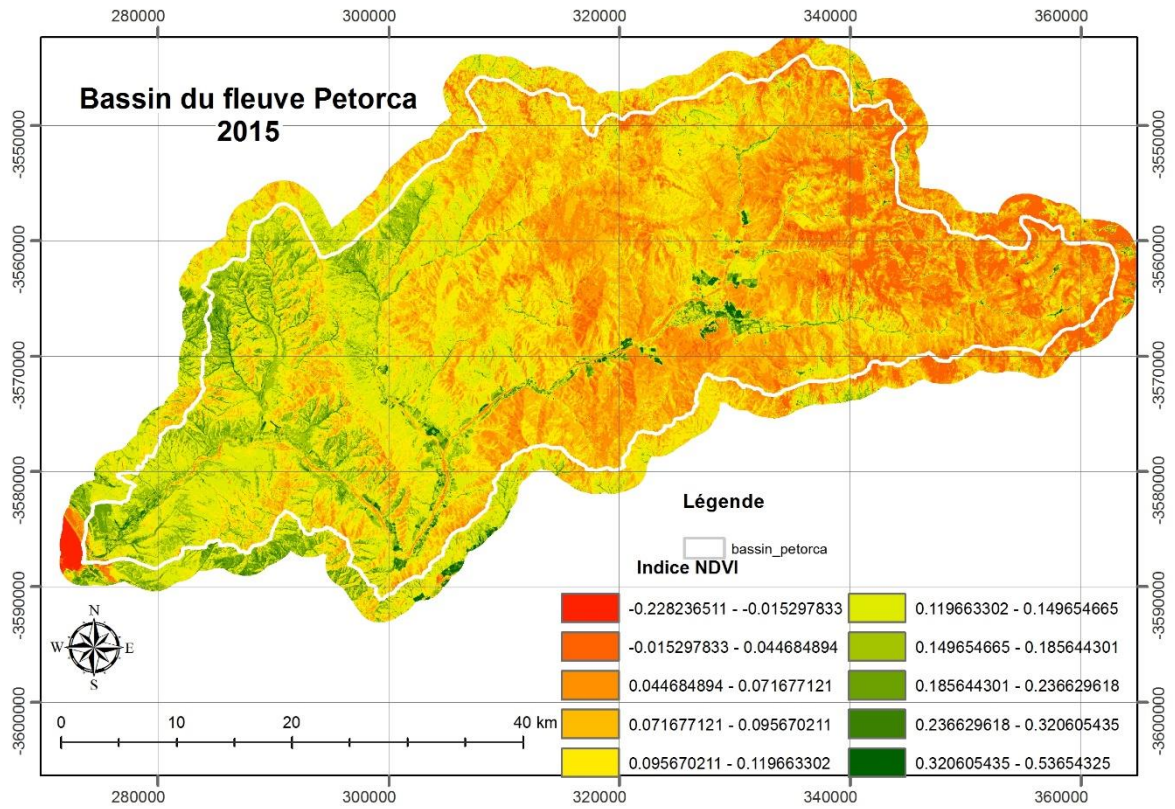 280000 300000 320000 340000 360000
Bassin du fleuve Petorca
2015
-3550000 -3550000
-3560000 -3560000
-3570000 -3570000
-3580000 -3580000
Légende
bassin_petorca
Indice NDVI
-3590000 -3590000
-0.228236511 - -0.015297833 0.119663302 - 0.149654665
-0.015297833 - 0.044684894 0.149654665 - 0.185644301
0.044684894 - 0.071677121 0.185644301 - 0.236629618
0.071677121 - 0.095670211 0.236629618 - 0.320605435
0.095670211 - 0.119663302 0.320605435 - 0.53654325
N
W E
S
-3600000 -3600000
0 10 20 40 km
280000 300000 320000 340000 360000